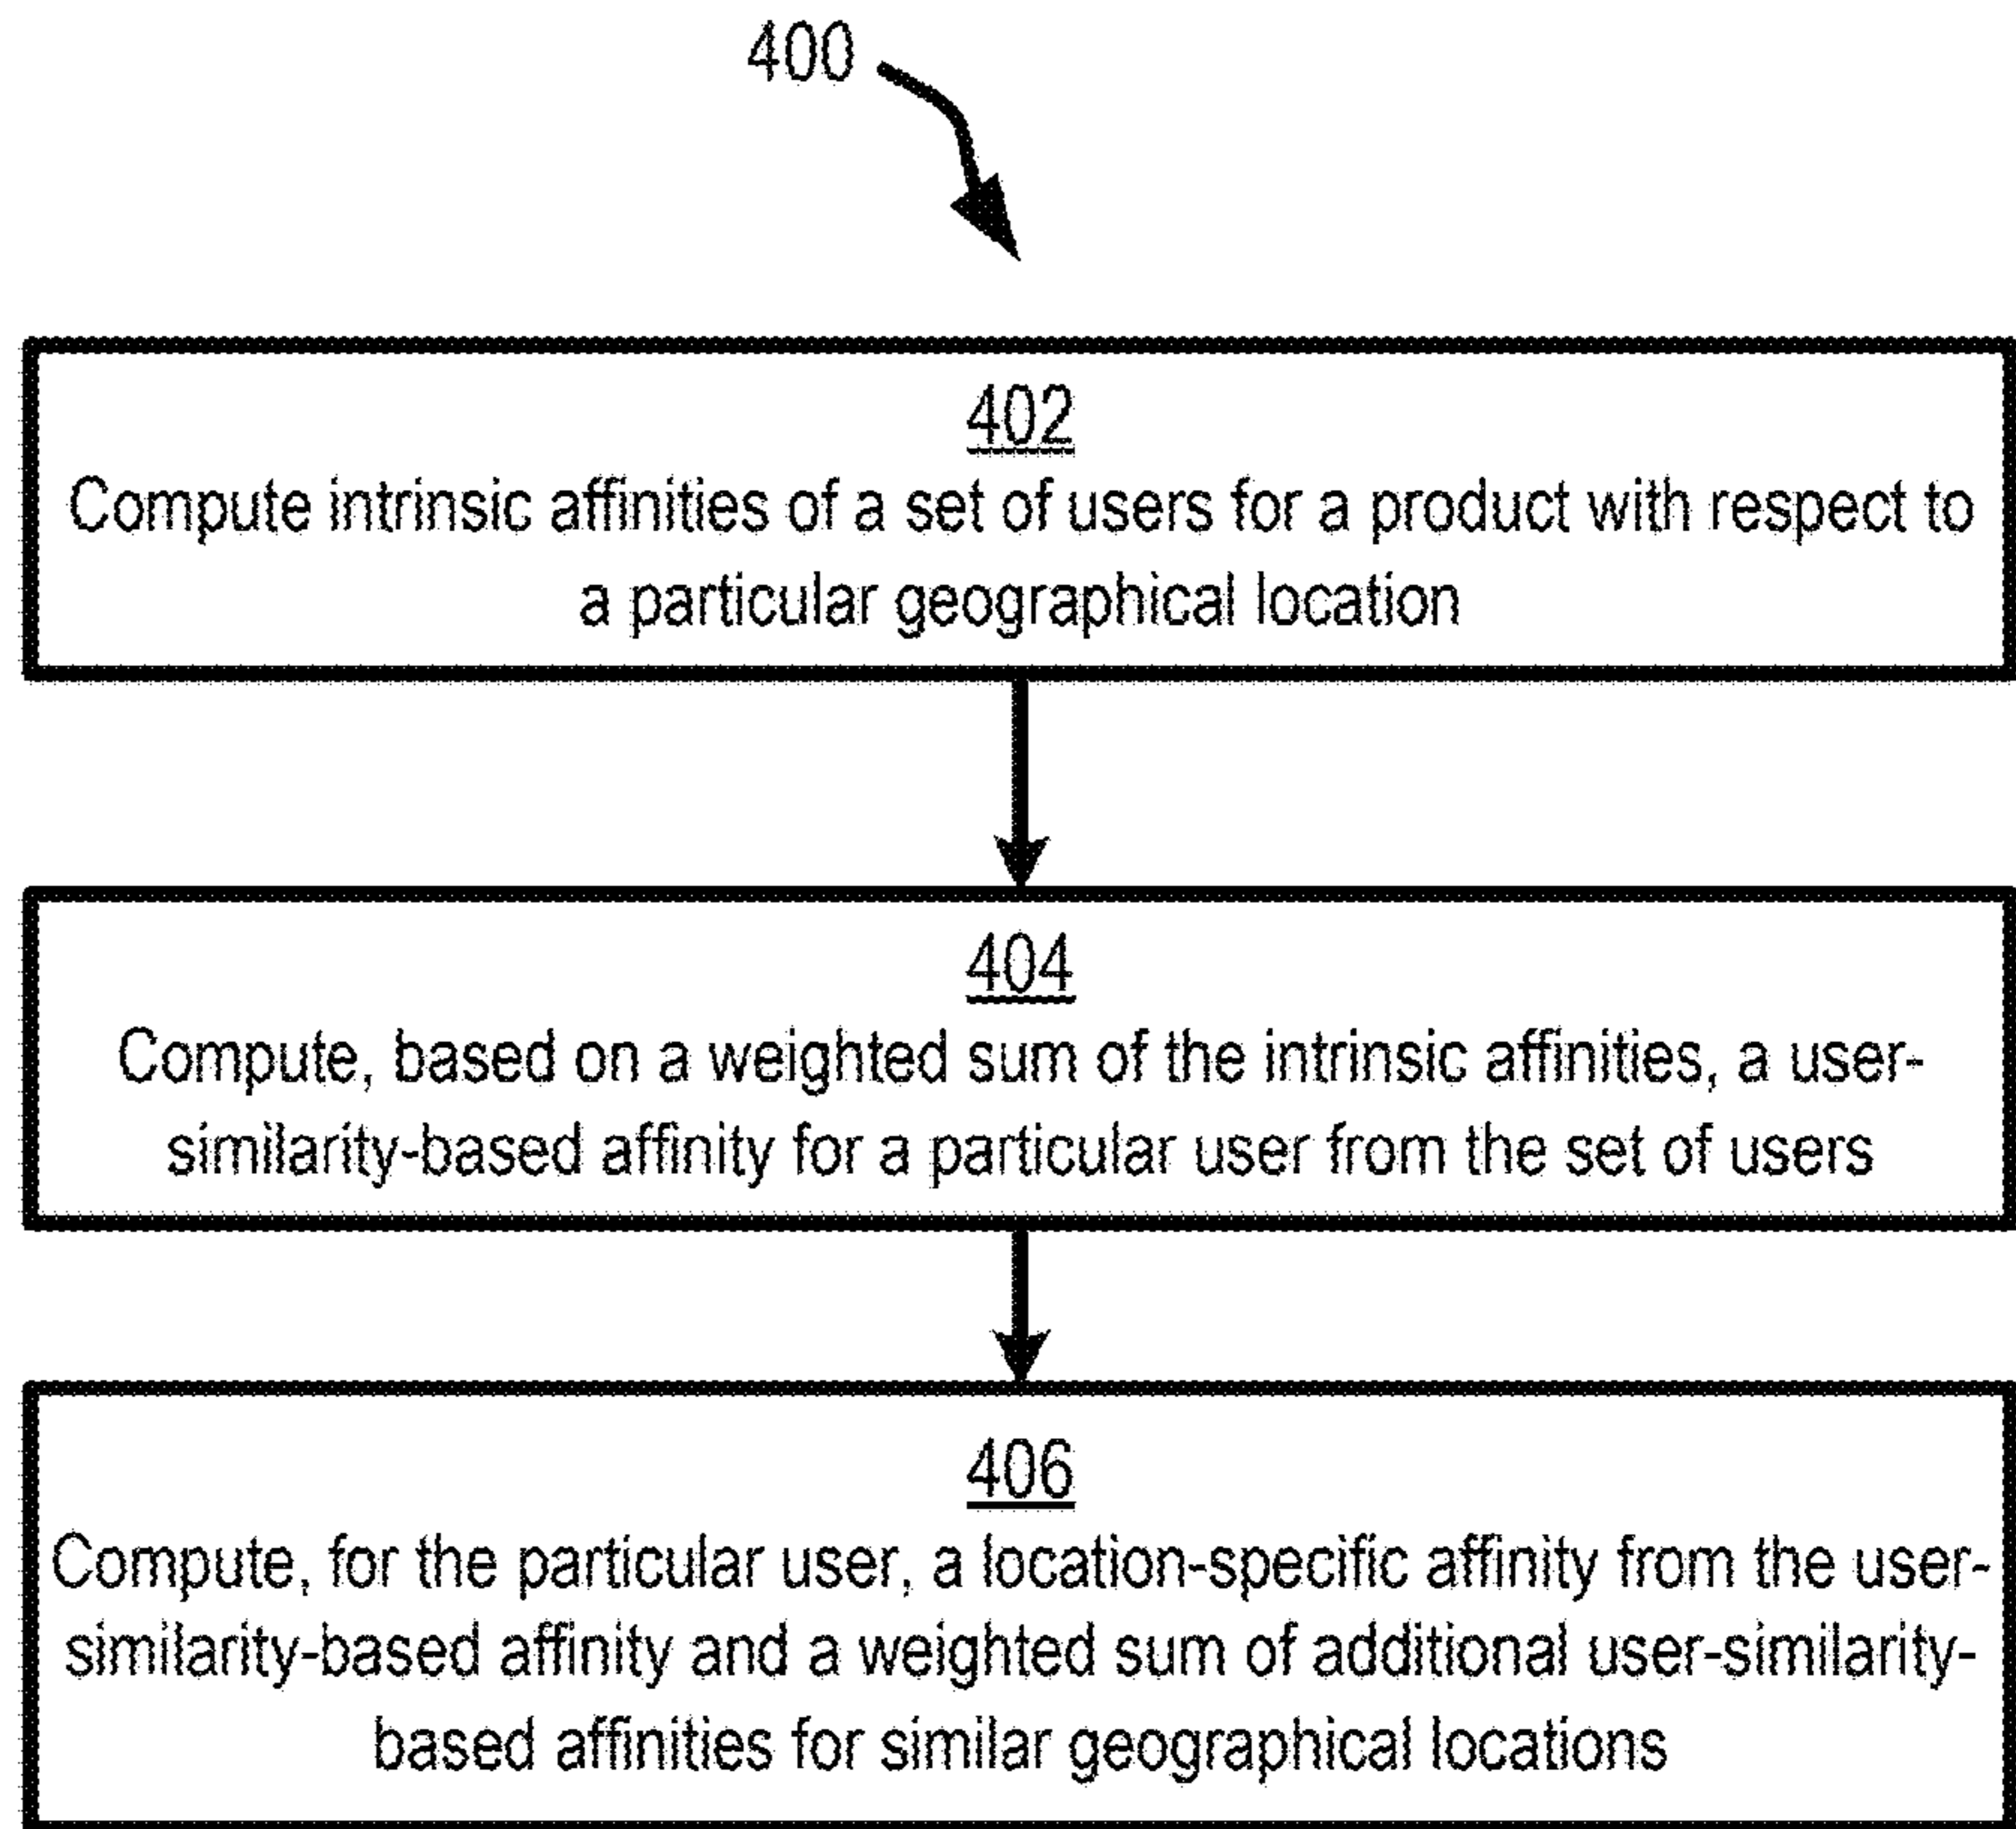 400
402
Compute intrinsic affinities of a set of users for a product with respect to
a particular geographical location
404
Compute, based on a weighted sum of the intrinsic affinities, a user-
similarity-based affinity for a particular user from the set of users
406
Compute, for the particular user, a location-specific affinity from the user-
similarity-based affinity and a weighted sum of additional user-similarity-
based affinities for similar geographical locations